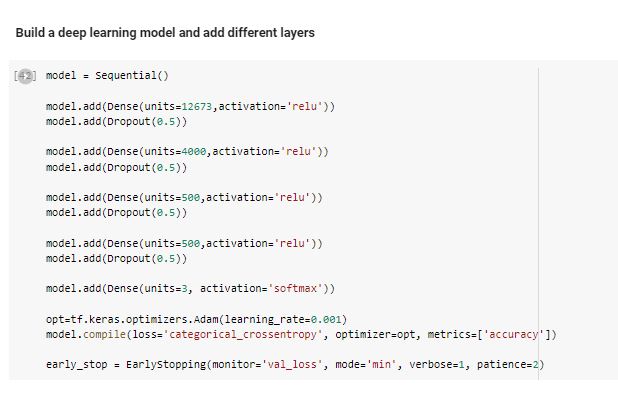 Build a deep learning model and add different layers
[42] model = Sequential()
model.add(Dense(units=12673,activation='relu'))
model.add(Dropout(0.5))
model.add(Dense(units=4000,activation='relu'))
model.add(Dropout(0.5))
model.add(Dense(units=500,activation='relu'))
model.add(Dropout(0.5))
model.add(Dense(units=500,activation='relu'))
model.add(Dropout(0.5))
model.add(Dense(units=3, activation='softmax'))
opt=tf.keras.optimizers.Adam(learning_rate=0.001)
model.compile(loss='categorical_crossentropy', optimizer=opt, metrics=['accuracy'])
early_stop = EarlyStopping(monitor='val_loss', mode='min', verbose=1, patience=2)